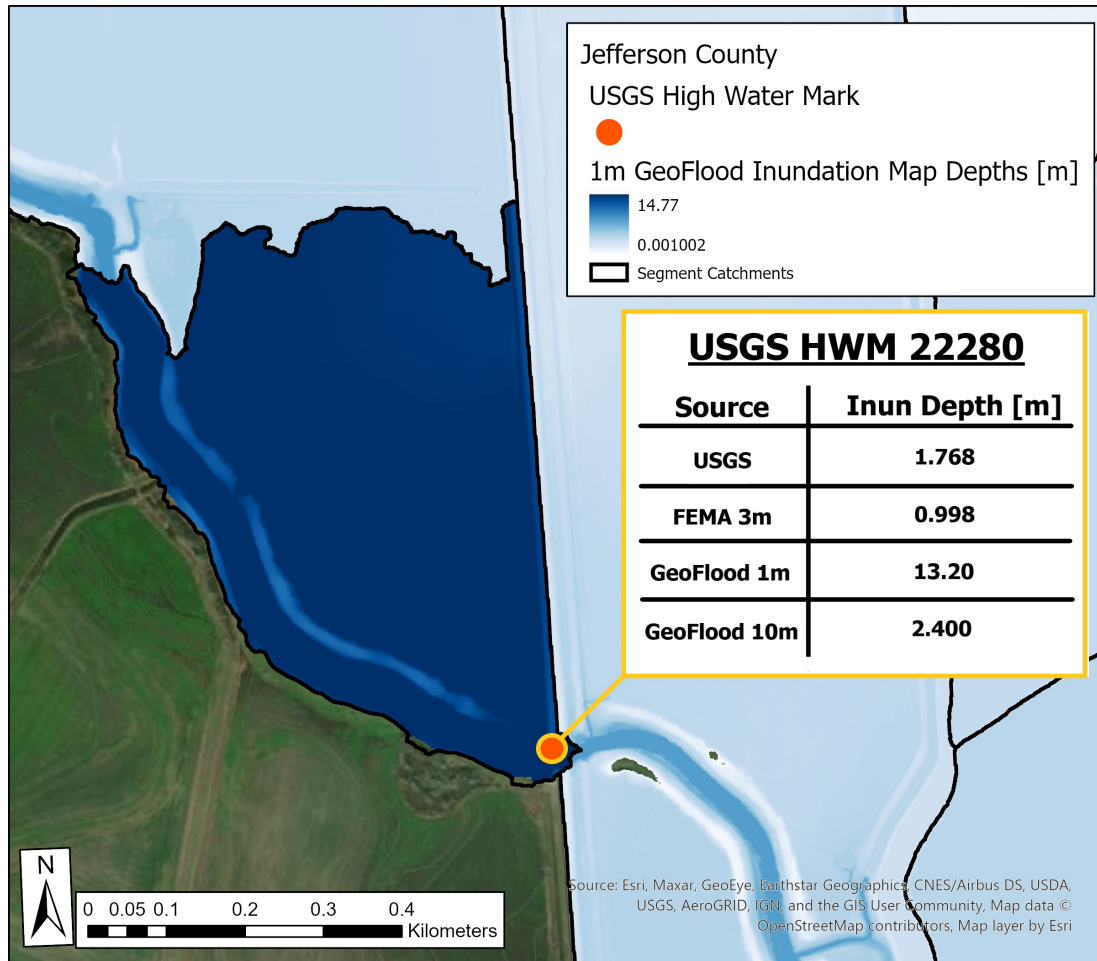 Jefferson County
USGS High Water Mark
1m GeoFlood Inundation Map Depths [m]
14.77
0.001002
Segment Catchments
USGS HWM 22280
Source Inun Depth [m]
USGS 1.768
FEMA 3m 0.998
GeoFlood 1m 13.20
GeoFlood 10m 2.400
N
0 0.05 0.1 0.2 0.3 0.4
Kilometers
Source: Esri, Maxar, GeoEye, Earthstar Geographics, CNES/Airbus DS, USDA,
USGS, AeroGRID, IGN, and the GIS User Community, Map data ©
OpenStreetMap contributors, Map layer by Esri